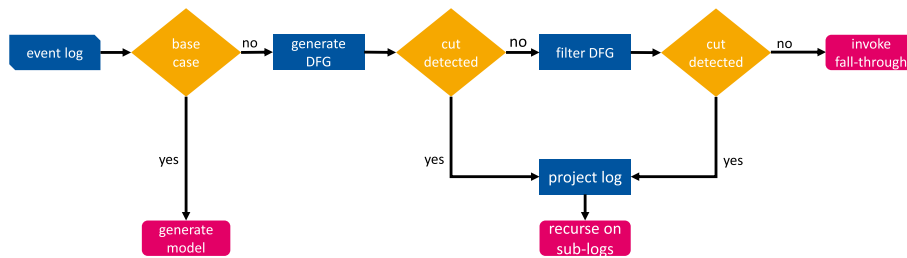 event log
base
case
no
generate
DFG
cut
detected
no
filter DFG
cut
detected
no
invoke
fall-through
yes
yes
yes
project log
generate
model
recurse on
sub-logs